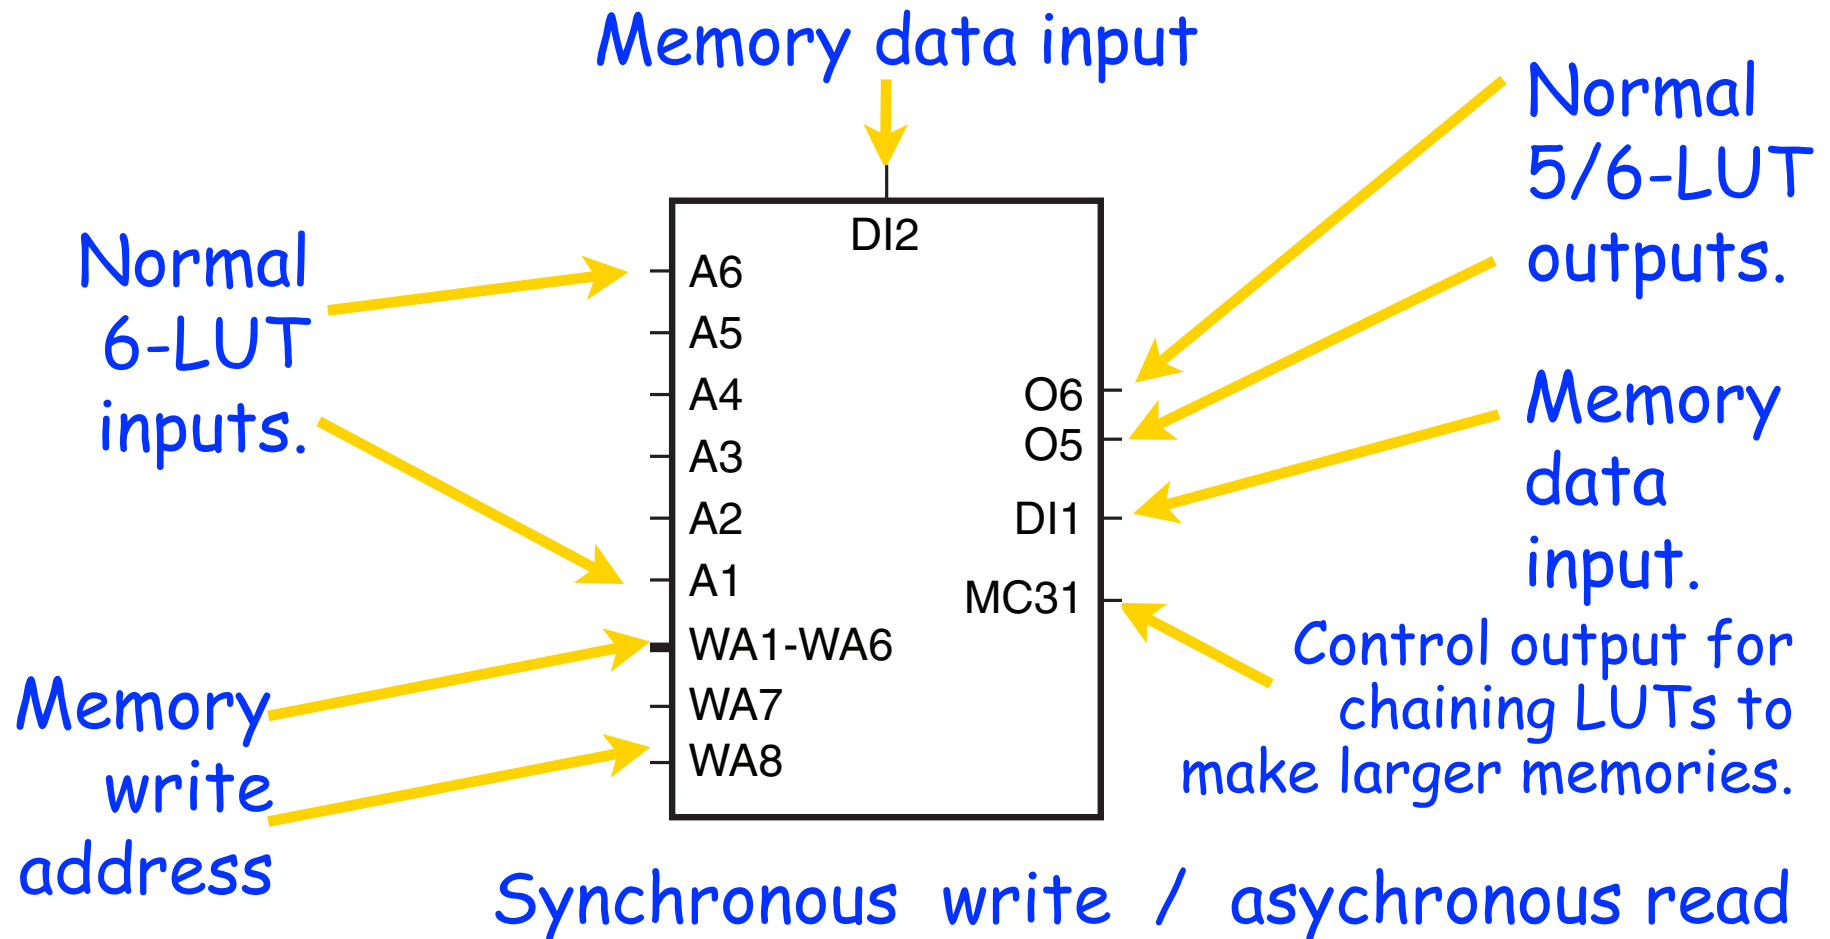 Memory data input
Normal
5/6-LUT
outputs.
Normal
6-LUT
inputs.
DI2
A6
A5
A4
A3
A2
A1
WA1-WA6
WA7
WA8
O6
O5
DI1
MC31
Memory
data
input.
Control output for
chaining LUTs to
make larger memories.
Memory
write
address
Synchronous write / asychronous read